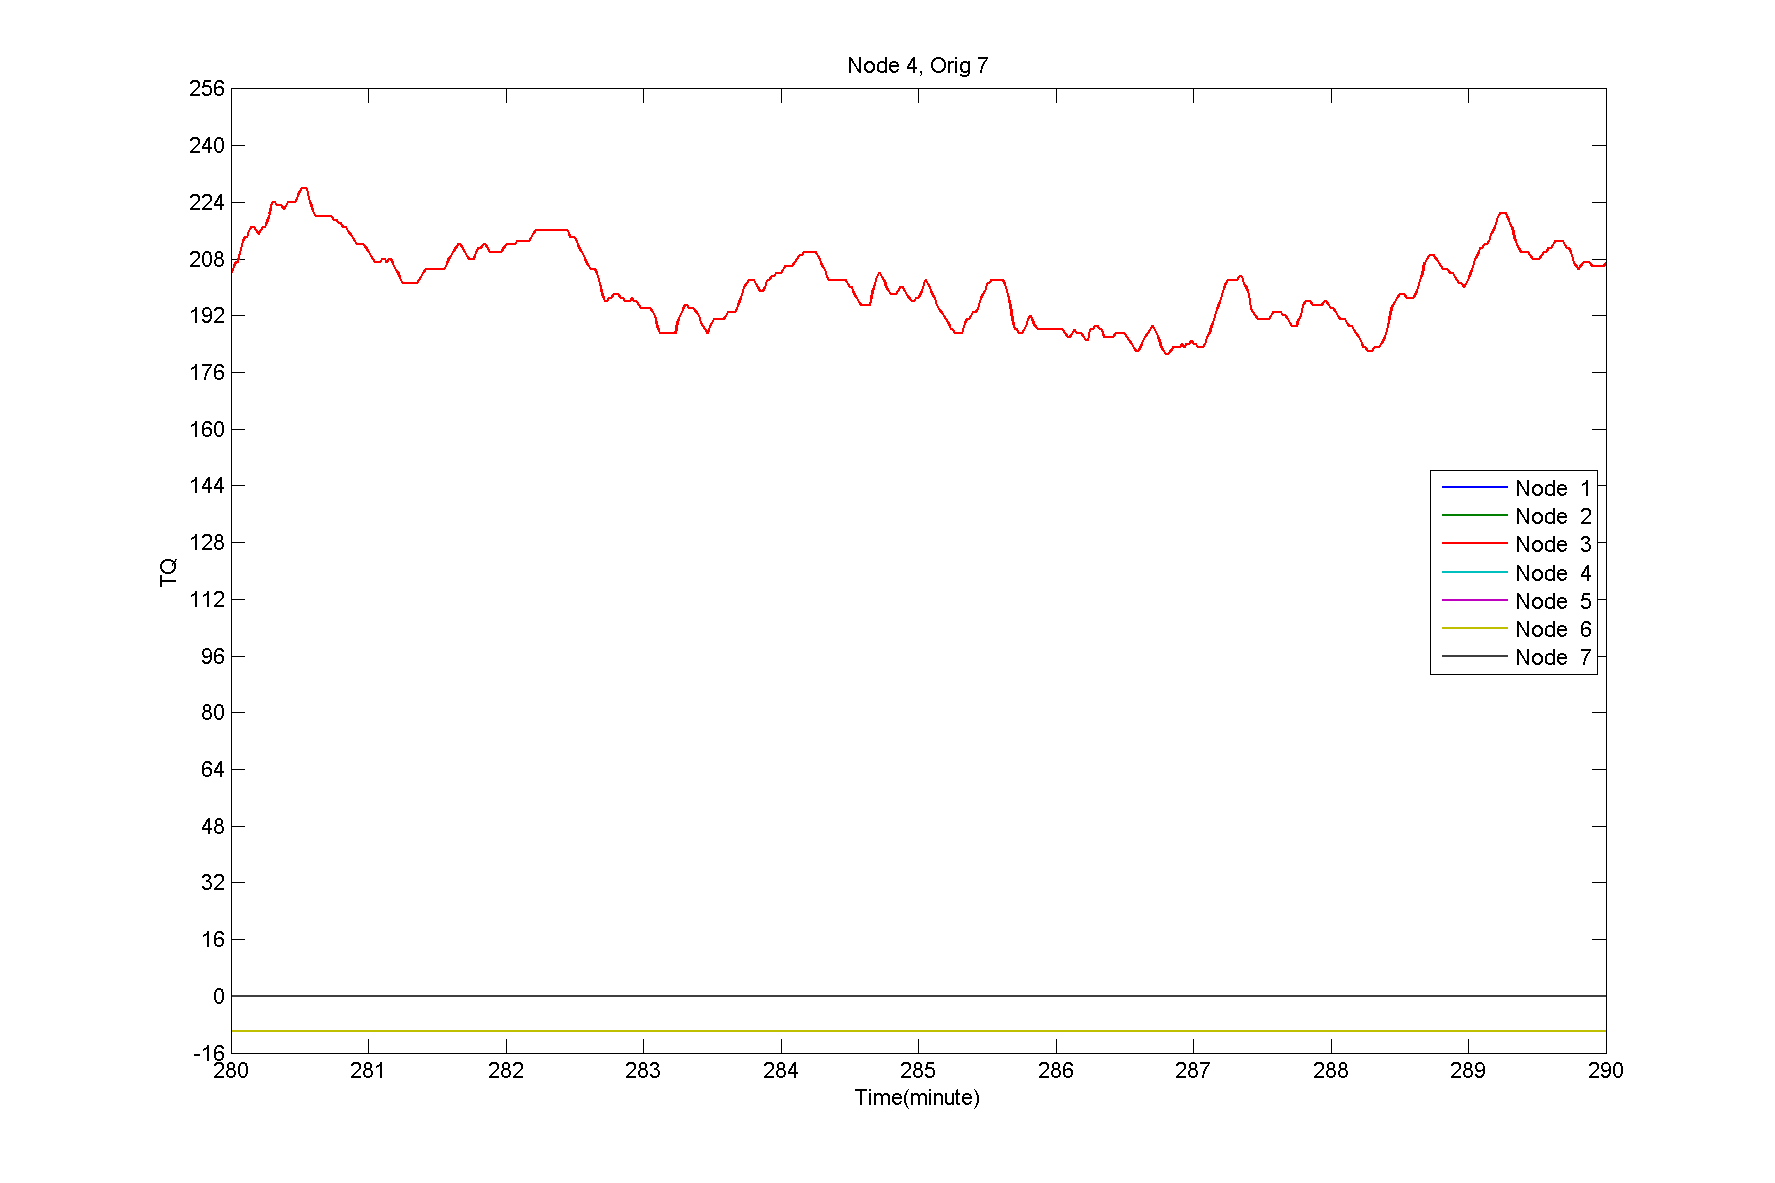 Node 4, Orig 7
256
240
224
208
192
176
160
144
128
112
96
80
64
48
32
16
0
-16
TQ
Node 1
Node 2
Node 3
Node 4
Node 5
Node 6
Node 7
280 281 282 283 284 285 286 287 288 289 290
Time(minute)